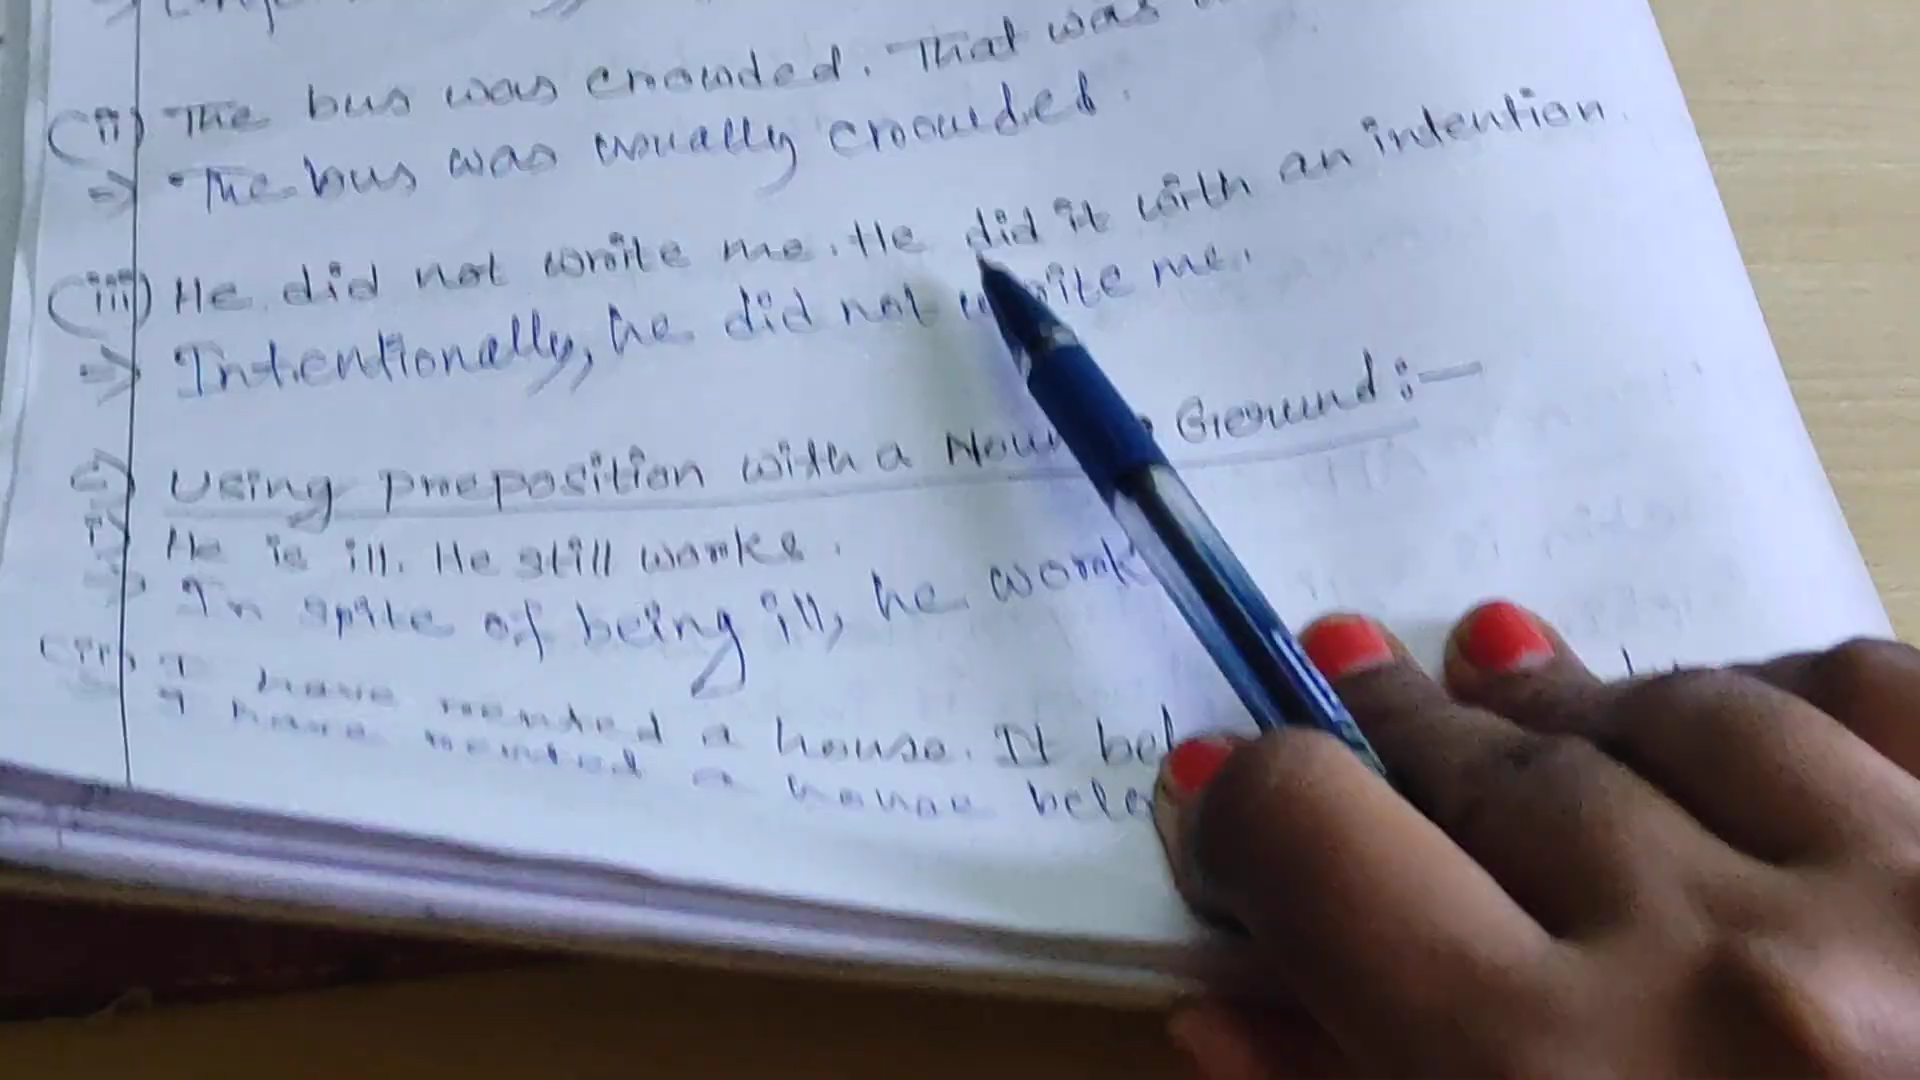 (ii) The bus was crowded. That was
=> The bus was usually crowded.
(iii) He did not write me. He did it with an intention.
=> Intentionally, he did not write me.
Using preposition with a Noun Gerund :-
He is ill. He still works.
In spite of being ill, he work
I have rented a house. It bel
I have rented a house belo